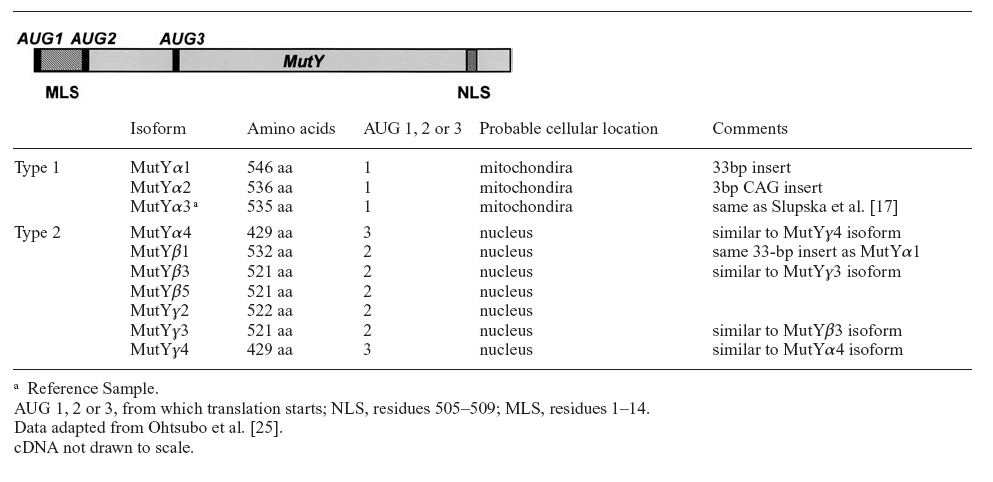 AUG1 AUG2 AUG3
MutY
MLS NLS
Isoform Amino acids AUG 1, 2 or 3 Probable cellular location Comments
Type 1 MutYα1 546 aa 1 mitochondira 33bp insert
MutYα2 536 aa 1 mitochondira 3bp CAG insert
MutYα3ᵃ 535 aa 1 mitochondira same as Slupska et al. [17]
Type 2 MutYα4 429 aa 3 nucleus similar to MutYγ4 isoform
MutYβ1 532 aa 2 nucleus same 33-bp insert as MutYα1
MutYβ3 521 aa 2 nucleus similar to MutYγ3 isoform
MutYβ5 521 aa 2 nucleus
MutYγ2 522 aa 2 nucleus
MutYγ3 521 aa 2 nucleus similar to MutYβ3 isoform
MutYγ4 429 aa 3 nucleus similar to MutYα4 isoform
ᵃ Reference Sample.
AUG 1, 2 or 3, from which translation starts; NLS, residues 505–509; MLS, residues 1–14.
Data adapted from Ohtsubo et al. [25].
cDNA not drawn to scale.